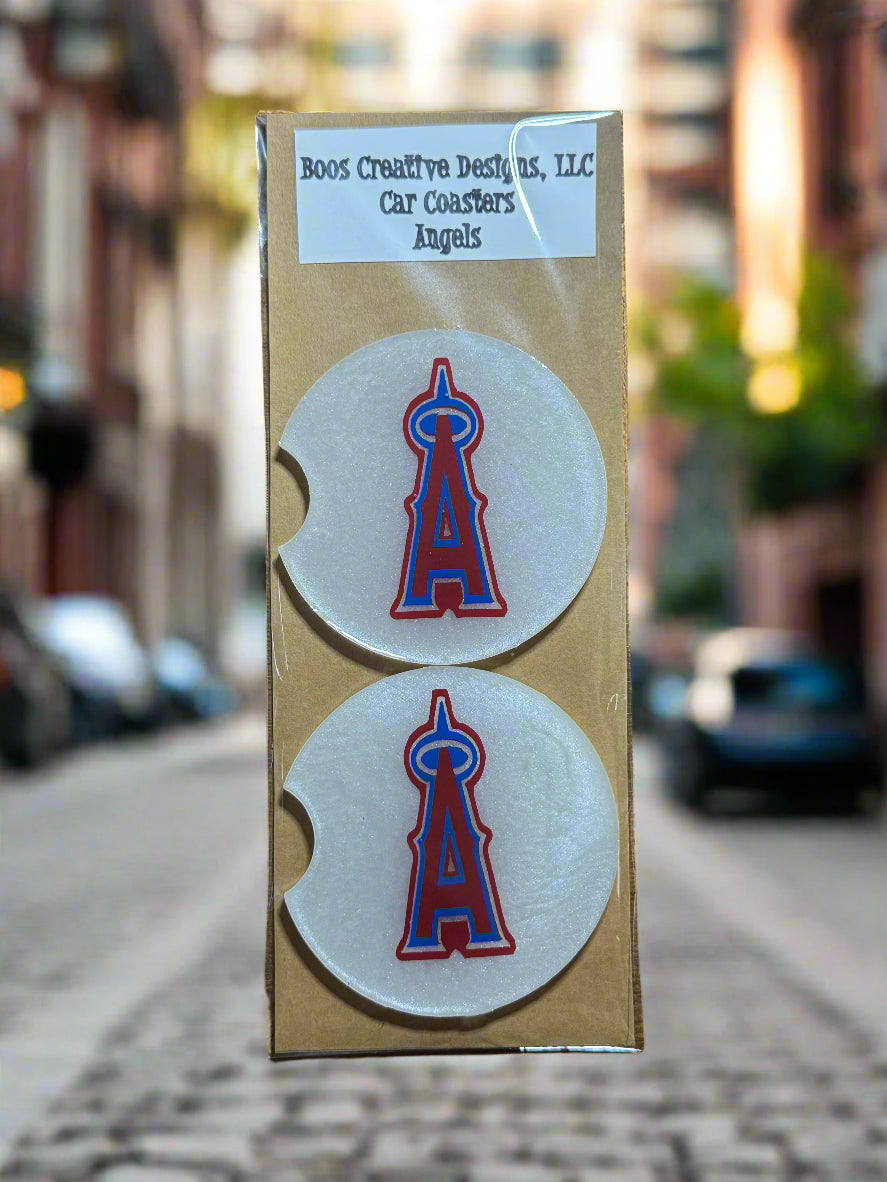 Boos Creative Designs, LLC
Car Coasters
Angels
A
A